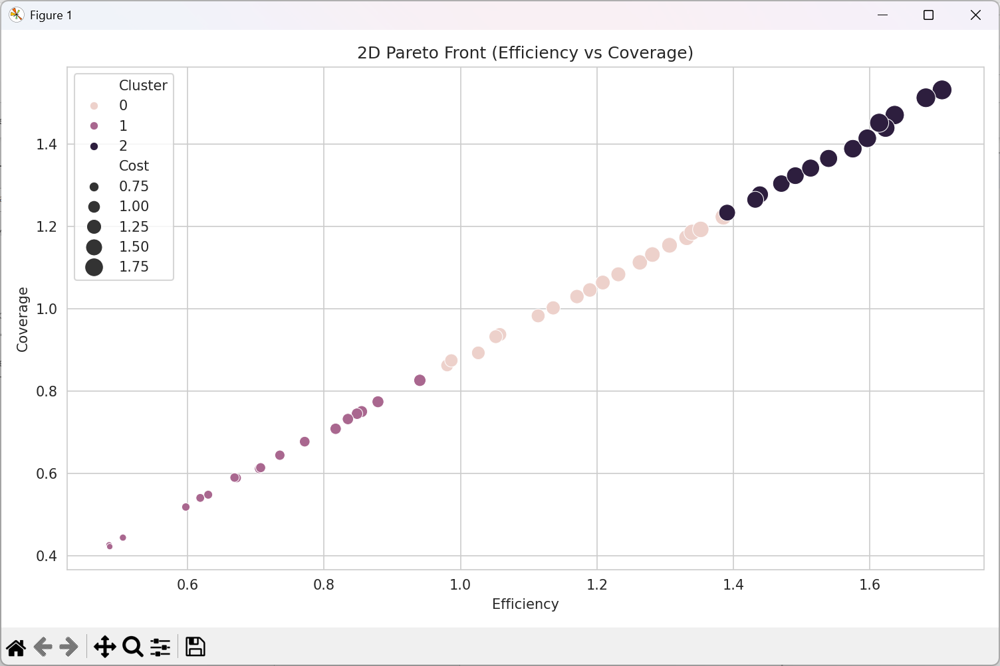 Figure 1
2D Pareto Front (Efficiency vs Coverage)
Cluster
0
1
2
Cost
0.75
1.00
1.25
1.50
1.75
1.4
1.2
1.0
0.8
0.6
0.4
Coverage
0.6 0.8 1.0 1.2 1.4 1.6
Efficiency